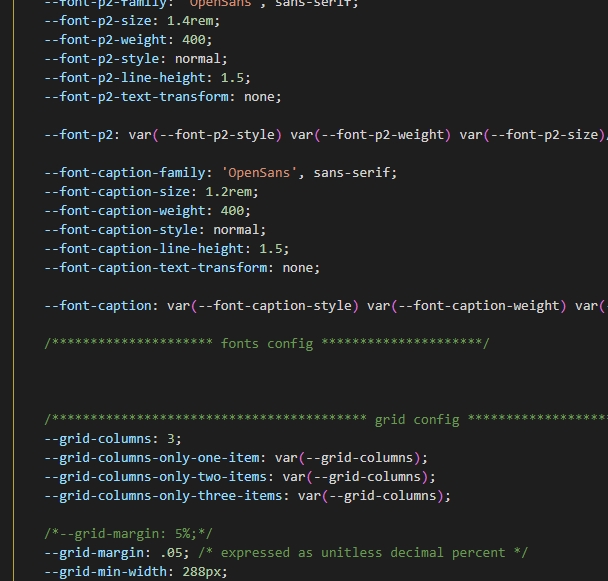 --font-p2-family: 'OpenSans', sans-serif;
--font-p2-size: 1.4rem;
--font-p2-weight: 400;
--font-p2-style: normal;
--font-p2-line-height: 1.5;
--font-p2-text-transform: none;
--font-p2: var(--font-p2-style) var(--font-p2-weight) var(--font-p2-size)/
--font-caption-family: 'OpenSans', sans-serif;
--font-caption-size: 1.2rem;
--font-caption-weight: 400;
--font-caption-style: normal;
--font-caption-line-height: 1.5;
--font-caption-text-transform: none;
--font-caption: var(--font-caption-style) var(--font-caption-weight) var(
/********************* fonts config *********************/
/***************************************** grid config ******************
--grid-columns: 3;
--grid-columns-only-one-item: var(--grid-columns);
--grid-columns-only-two-items: var(--grid-columns);
--grid-columns-only-three-items: var(--grid-columns);
/*--grid-margin: 5%;*/
--grid-margin: .05; /* expressed as unitless decimal percent */
--grid-min-width: 288px;